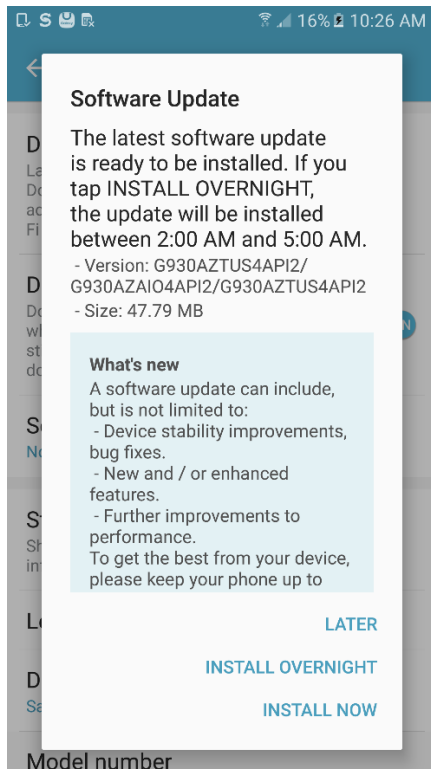 16% 10:26 AM
Software Update
The latest software update
is ready to be installed. If you
tap INSTALL OVERNIGHT,
the update will be installed
between 2:00 AM and 5:00 AM.
- Version: G930AZTUS4API2/
G930AZAIO4API2/G930AZTUS4API2
- Size: 47.79 MB
What's new
A software update can include,
but is not limited to:
- Device stability improvements,
bug fixes.
- New and / or enhanced
features.
- Further improvements to
performance.
To get the best from your device,
please keep your phone up to
LATER
INSTALL OVERNIGHT
INSTALL NOW
Model number